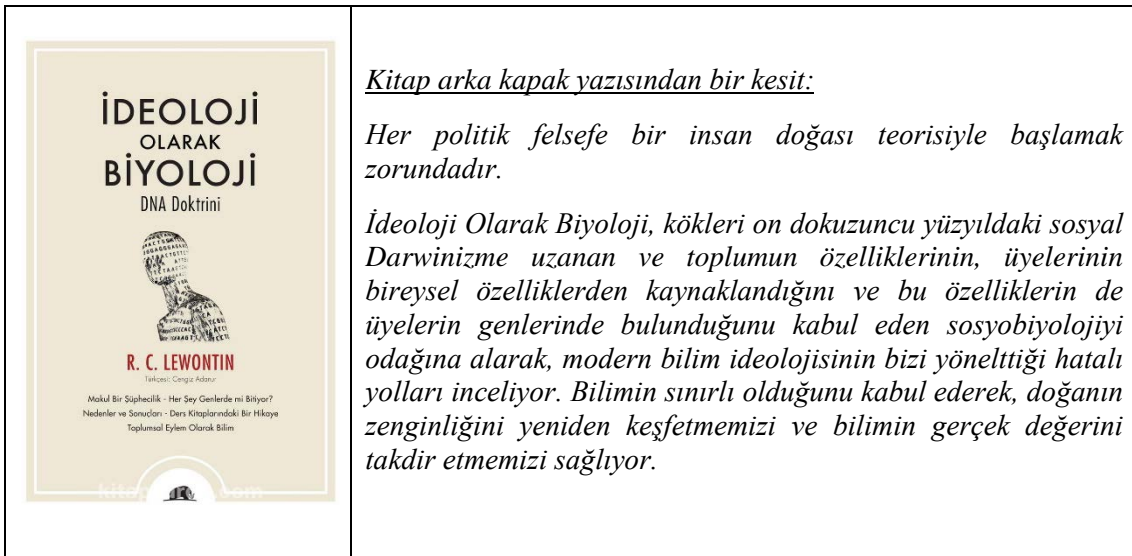 İDEOLOJİ
OLARAK
BİYOLOJİ
DNA Doktrini
R. C. LEWONTIN
Türkçesi: Cengiz Adanur
Makul Bir Şüphecilik - Her Şey Genlerde mi Bitiyor?
Nedenler ve Sonuçları - Ders Kitaplarındaki Bir Hikaye
Toplumsal Eylem Olarak Bilim
Kitap arka kapak yazısından bir kesit:
Her politik felsefe bir insan doğası teorisiyle başlamak
zorundadır.
İdeoloji Olarak Biyoloji, kökleri on dokuzuncu yüzyıldaki sosyal
Darwinizme uzanan ve toplumun özelliklerinin, üyelerinin
bireysel özelliklerden kaynaklandığını ve bu özelliklerin de
üyelerin genlerinde bulunduğunu kabul eden sosyobiyolojiyi
odağına alarak, modern bilim ideolojisinin bizi yönelttiği hatalı
yolları inceliyor. Bilimin sınırlı olduğunu kabul ederek, doğanın
zenginliğini yeniden keşfetmemizi ve bilimin gerçek değerini
takdir etmemizi sağlıyor.